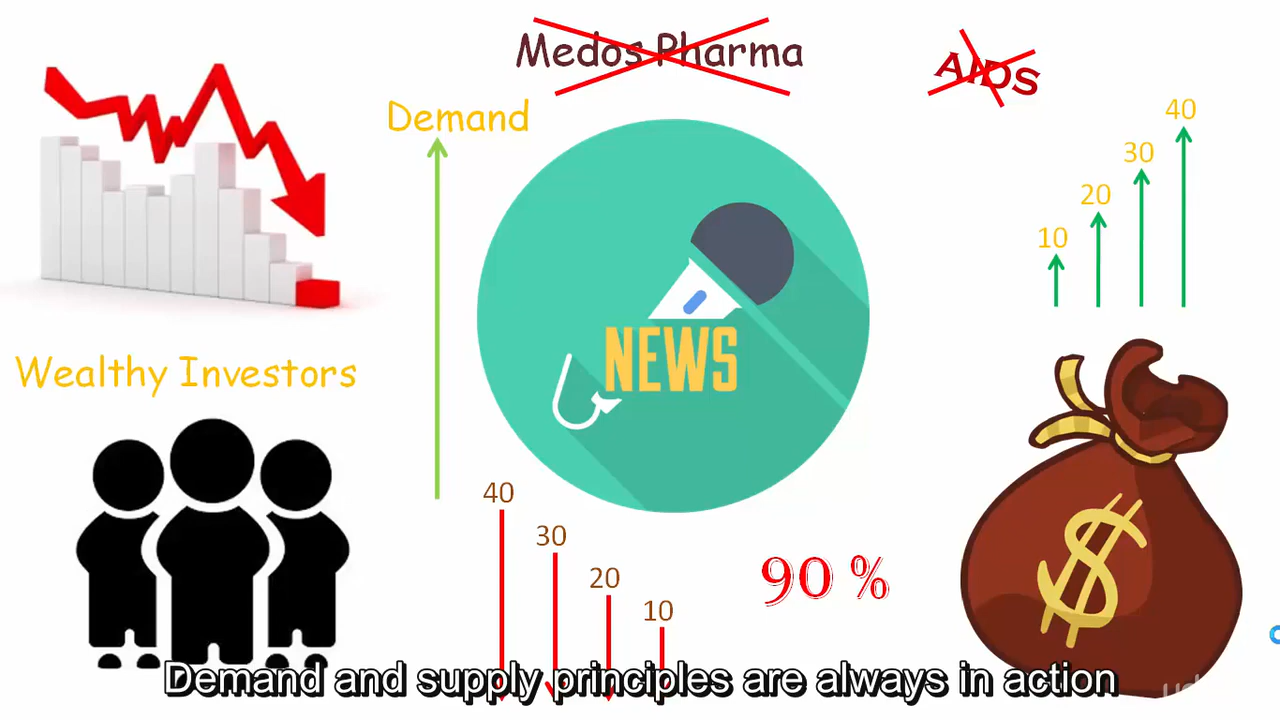 Medos Pharma
AIDS
Demand
40
30
20
10
NEWS
Wealthy Investors
40
30
20
10
90 %
Demand and supply principles are always in action